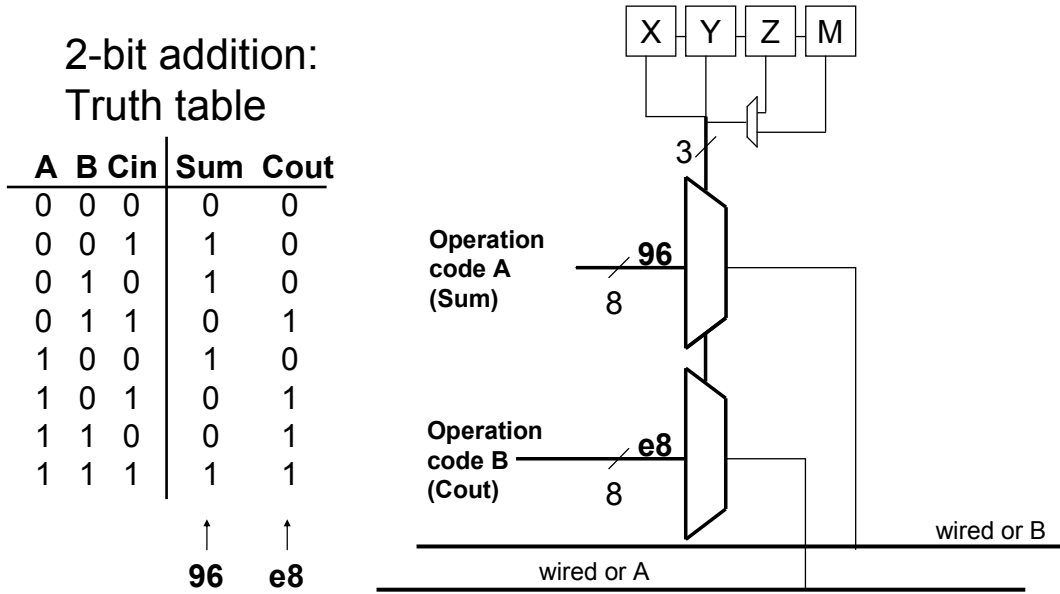 2-bit addition:
Truth table
A B Cin Sum Cout
0 0 0 0 0
0 0 1 1 0
0 1 0 1 0
0 1 1 0 1
1 0 0 1 0
1 0 1 0 1
1 1 0 0 1
1 1 1 1 1
96 e8
X Y Z M
3
Operation
code A
(Sum)
96
8
Operation
code B
(Cout)
e8
8
wired or B
wired or A